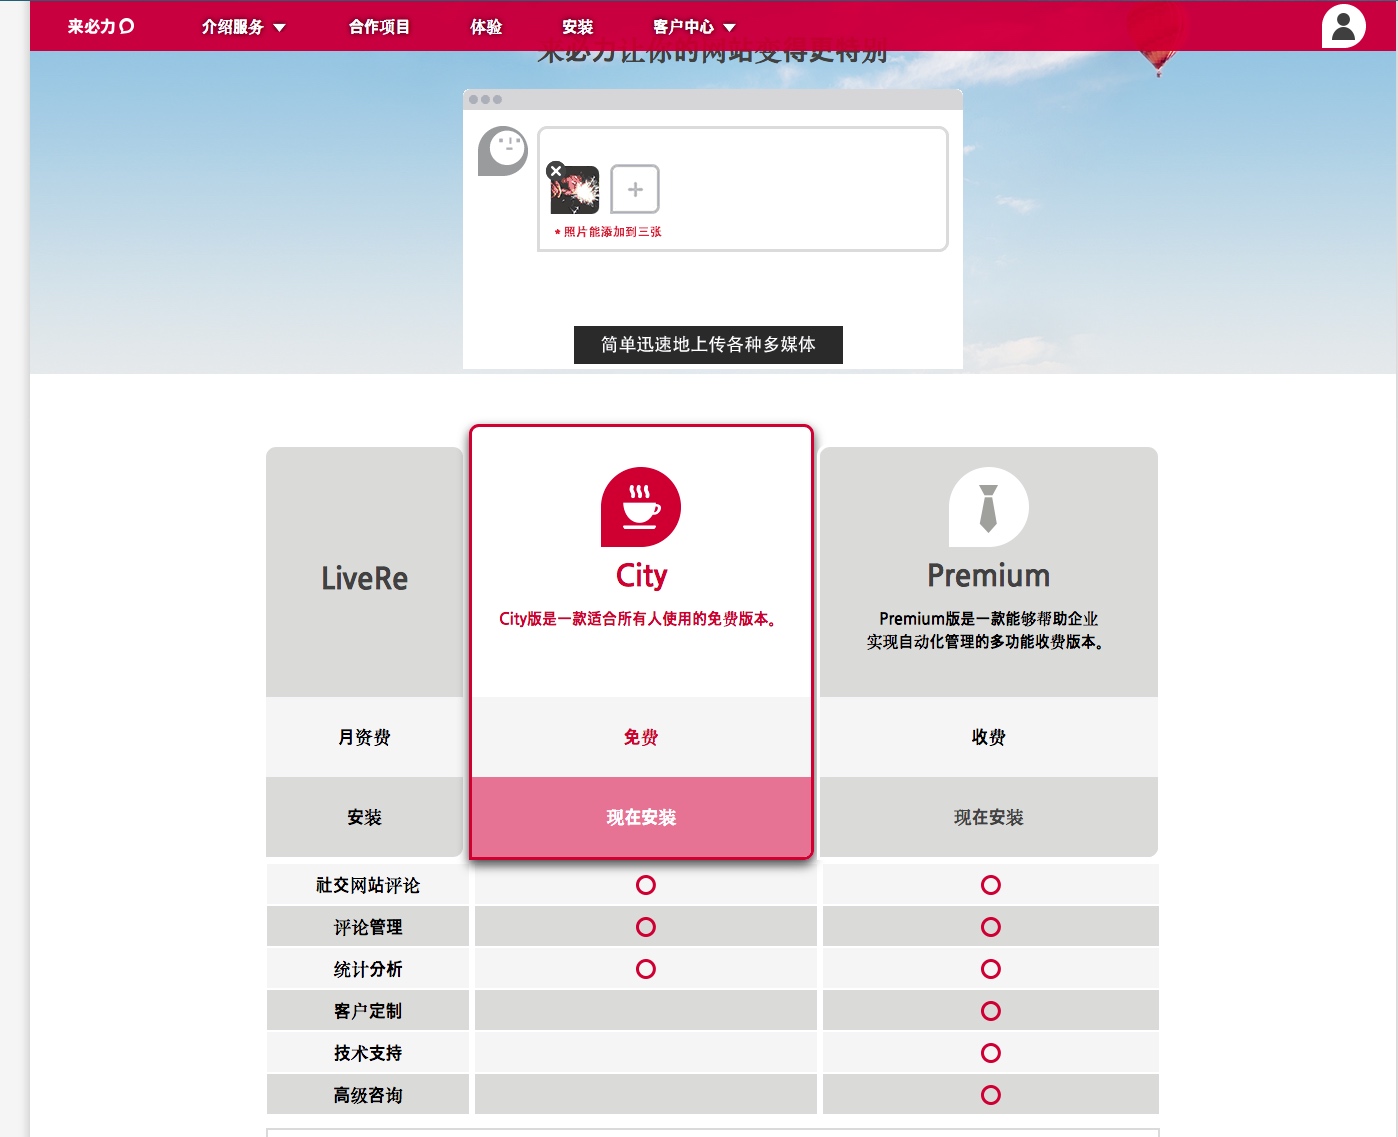 来必力
介绍服务
合作项目
体验
安装
客户中心
来必力让你的网站变得更特别
* 照片能添加到三张
简单迅速地上传各种多媒体
LiveRe
City
City版是一款适合所有人使用的免费版本。
Premium
Premium版是一款能够帮助企业
实现自动化管理的多功能收费版本。
月资费
免费
收费
安装
现在安装
现在安装
社交网站评论
评论管理
统计分析
客户定制
技术支持
高级咨询